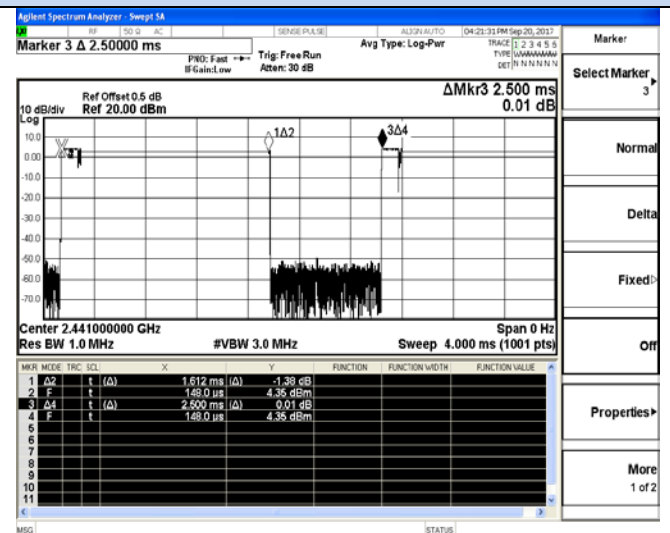 Agilent Spectrum Analyzer - Swept SA
RF 50 Ω AC SENSE:PULSE ALIGN AUTO 04:21:31 PM Sep 20, 2017
Marker 3 Δ 2.50000 ms
PNO: Fast Trig: Free Run Avg Type: Log-Pwr TRACE 1 2 3 4 5 6
IFGain:Low Atten: 30 dB TYPE
DET N N N N N N
Marker
Select Marker
3
Normal
Delta
Fixed
Off
Properties
More
1 of 2
ΔMkr3 2.500 ms
0.01 dB
Ref Offset 0.5 dB
10 dB/div Ref 20.00 dBm
Log
10.0
0.00
-10.0
-20.0
-30.0
-40.0
-50.0
-60.0
-70.0
1Δ2
3Δ4
Center 2.441000000 GHz Span 0 Hz
Res BW 1.0 MHz #VBW 3.0 MHz Sweep 4.000 ms (1001 pts)
MKR MODE TRC SCL X Y FUNCTION FUNCTION WIDTH FUNCTION VALUE
1 Δ2 t (Δ) 1.612 ms (Δ) -1.38 dB
2 F t 148.0 µs 4.35 dBm
3 Δ4 t (Δ) 2.500 ms (Δ) 0.01 dB
4 F t 148.0 µs 4.35 dBm
5
6
7
8
9
10
11
MSG STATUS